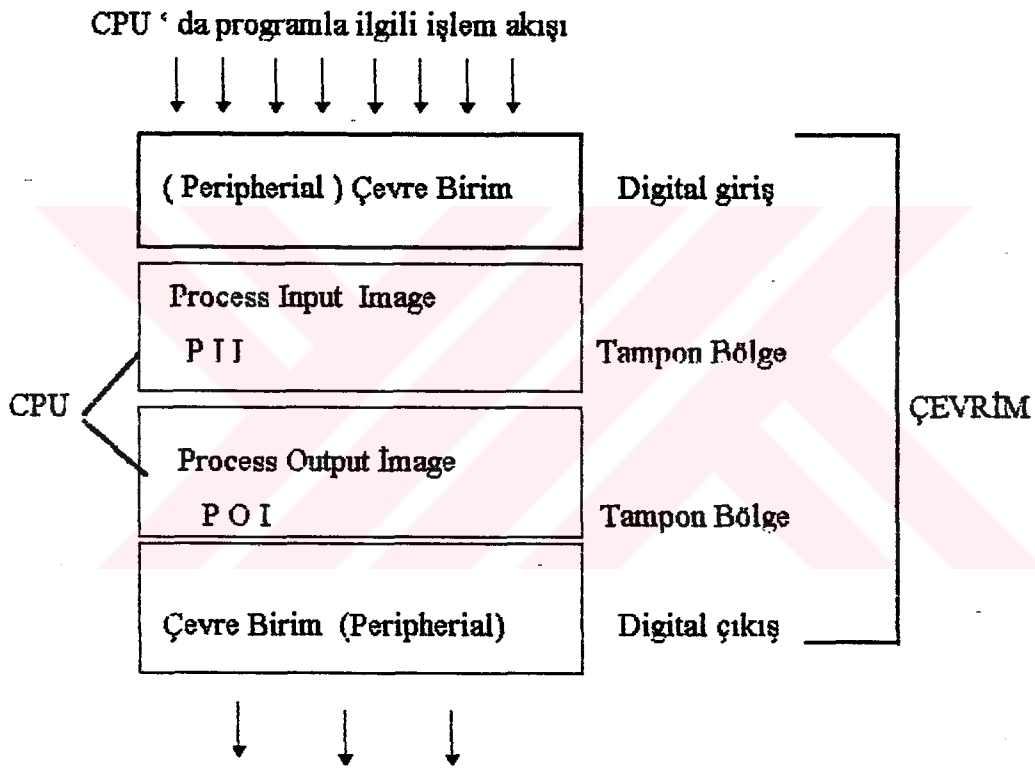 CPU ‘ da programla ilgili işlem akışı
( Peripherial ) Çevre Birim
Digital giriş
Process Input Image
P I I
Tampon Bölge
CPU
ÇEVRİM
Process Output İmage
P O I
Tampon Bölge
Çevre Birim (Peripherial)
Digital çıkış